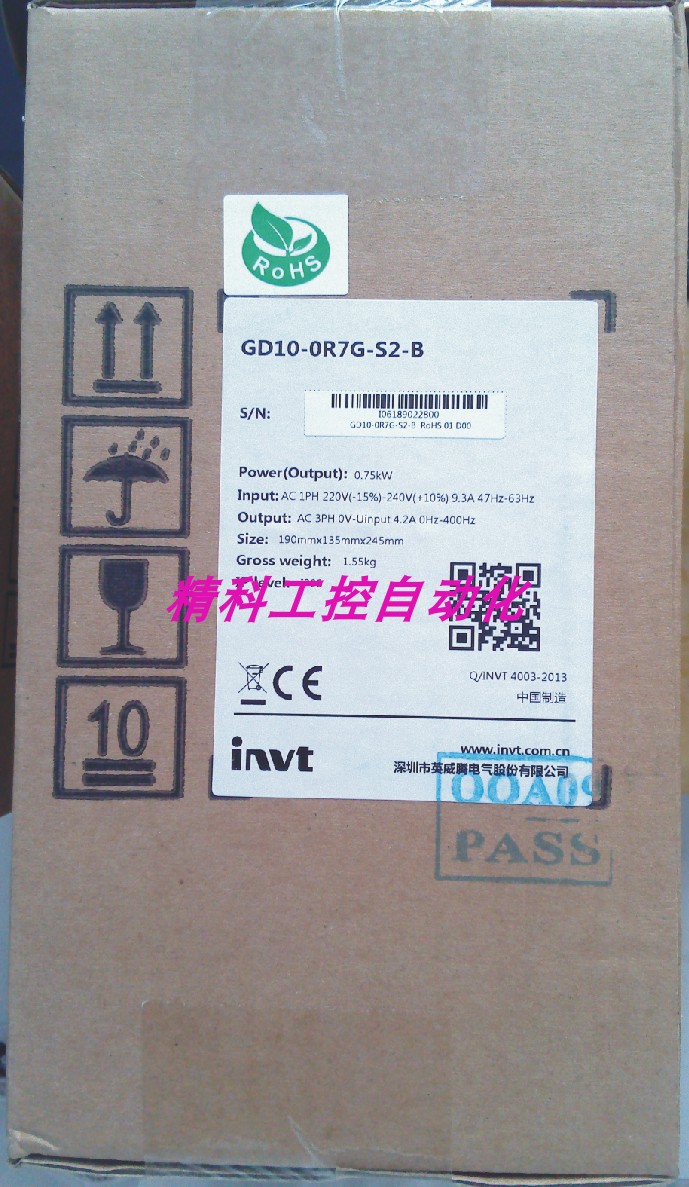 RoHS
GD10-0R7G-S2-B
S/N:
I06189022800
GD10-0R7G-S2-B RoHS 01 D00
Power(Output): 0.75kW
Input: AC 1PH 220V(-15%)-240V(+10%) 9.3A 47Hz-63Hz
Output: AC 3PH 0V-Uinput 4.2A 0Hz-400Hz
Size: 190mmx135mmx245mm
Gross weight: 1.55kg
level:
精科工控自动化
Q/INVT 4003-2013
CE
中国制造
10
invt
www.invt.com.cn
深圳市英威腾电气股份有限公司
PASS